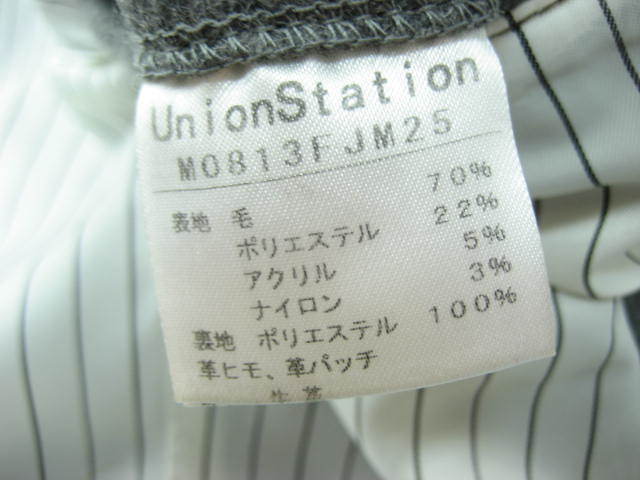 UnionStation
M0813FJM25
表地 毛 70%
ポリエステル 22%
アクリル 5%
ナイロン 3%
裏地 ポリエステル 100%
革ヒモ、革パッチ
牛革